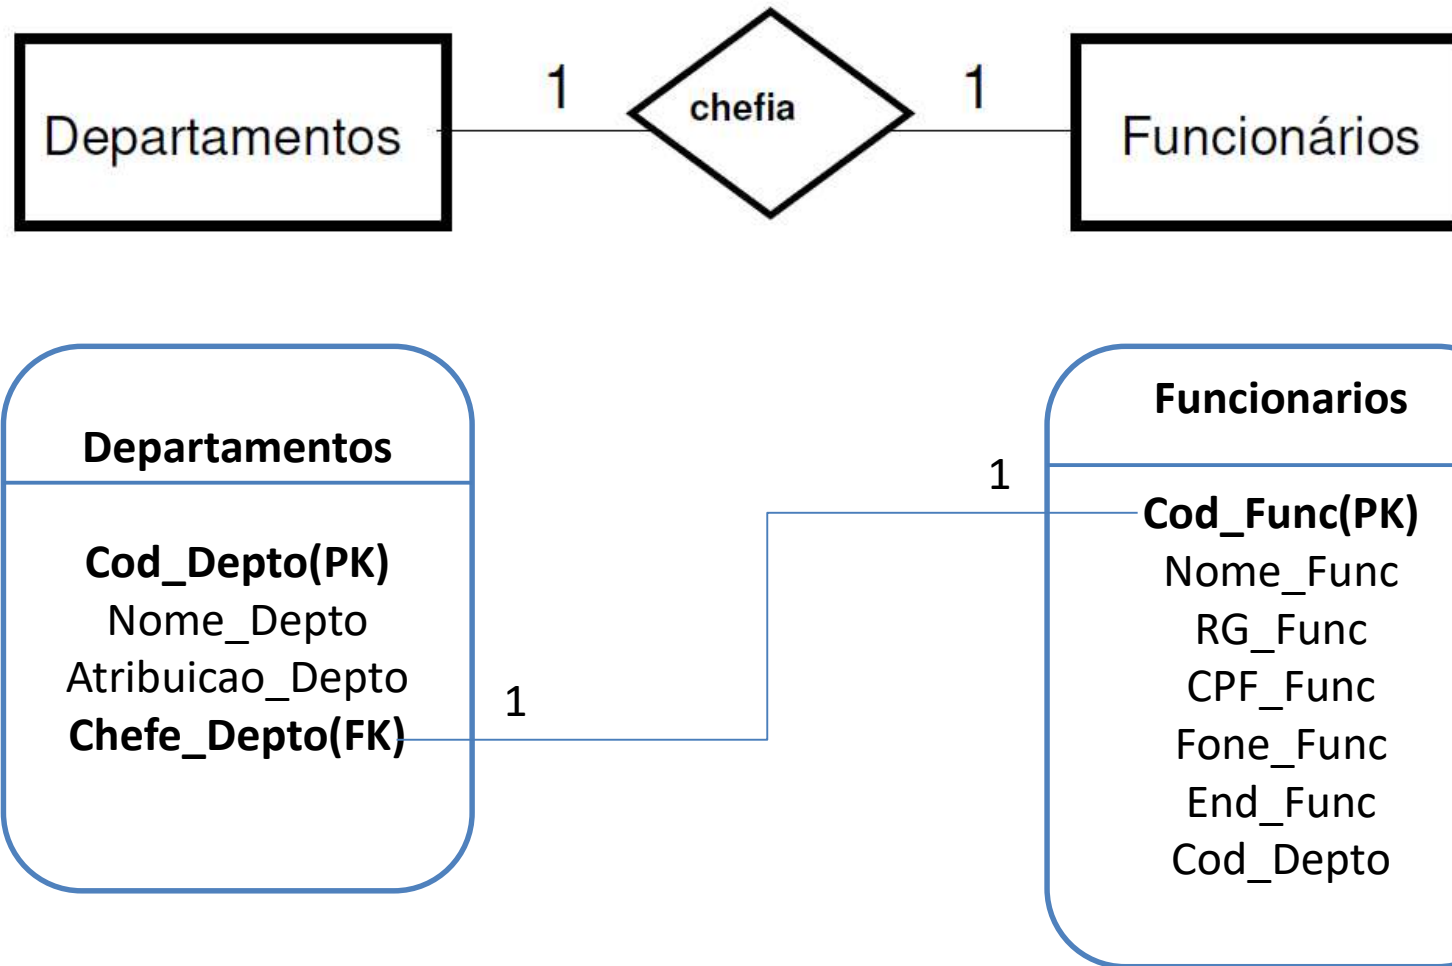 Departamentos
1
chefia
1
Funcionários
Departamentos
Cod_Depto(PK)
Nome_Depto
Atribuicao_Depto
Chefe_Depto(FK)
1
1
Funcionarios
Cod_Func(PK)
Nome_Func
RG_Func
CPF_Func
Fone_Func
End_Func
Cod_Depto